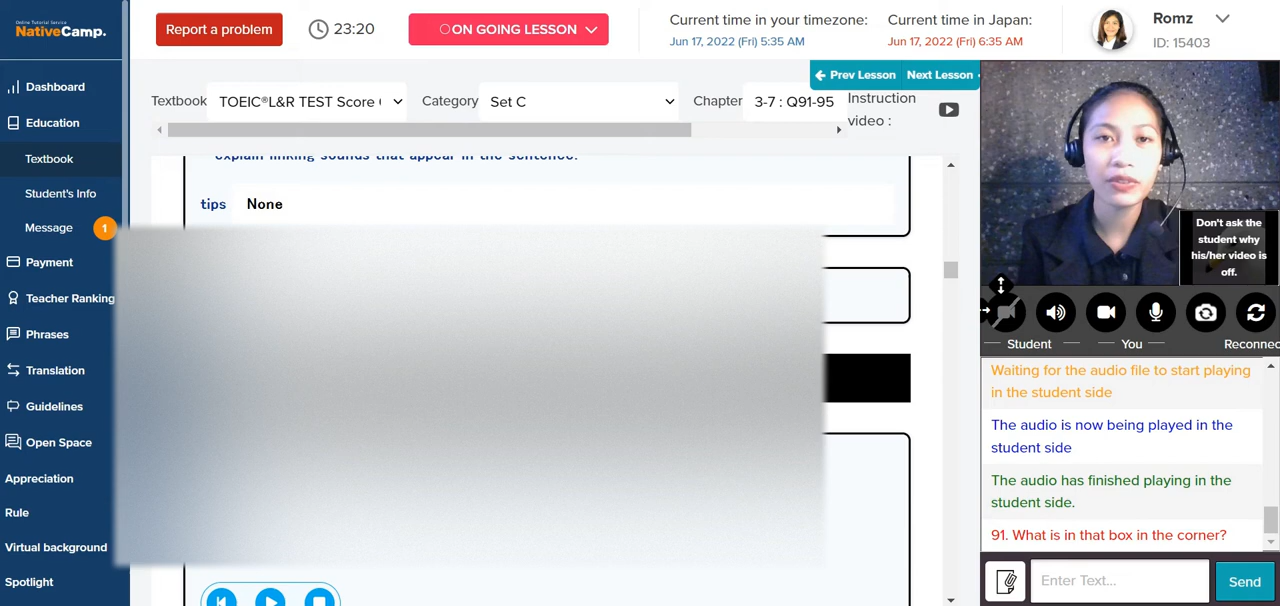 Online Tutorial Service
NativeCamp.
Report a problem
23:20
ON GOING LESSON
Current time in your timezone:
Jun 17, 2022 (Fri) 5:35 AM
Current time in Japan:
Jun 17, 2022 (Fri) 6:35 AM
Romz
ID: 15403
Dashboard
Education
Textbook
Student's Info
Message
1
Payment
Teacher Ranking
Phrases
Translation
Guidelines
Open Space
Appreciation
Rule
Virtual background
Spotlight
Prev Lesson
Next Lesson
Textbook
TOEIC®L&R TEST Score
Category
Set C
Chapter
3-7 : Q91-95
Instruction
video :
explain linking sounds that appear in the sentence.
tips
None
Don't ask the
student why
his/her video is
off.
Student
You
Reconnec
Waiting for the audio file to start playing
in the student side
The audio is now being played in the
student side
The audio has finished playing in the
student side.
91. What is in that box in the corner?
Enter Text...
Send